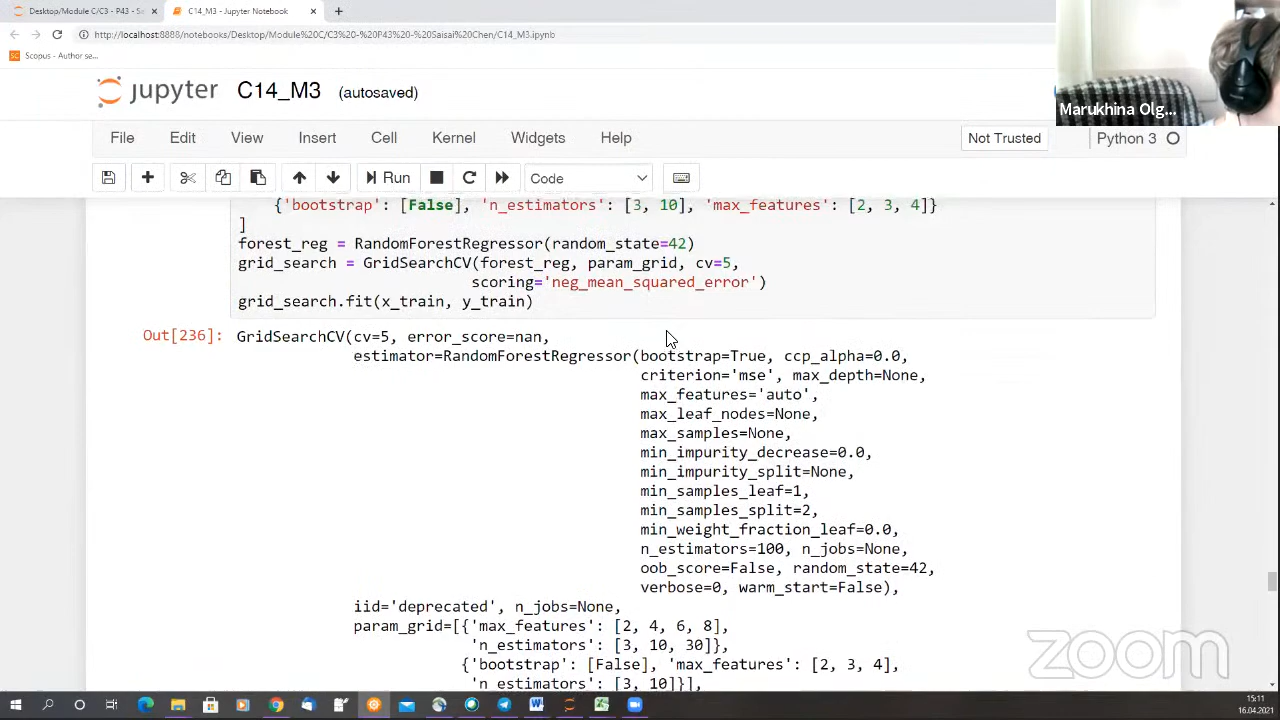 Desktop/Module C/C3 - P43 - Sa
C14_M3 - Jupyter Notebook
http://localhost:8888/notebooks/Desktop/Module%20C/C3%20-%20P43%20-%20Saisai%20Chen/C14_M3.ipynb
Scopus - Author se...
Marukhina Olg...
jupyter C14_M3 (autosaved)
File Edit View Insert Cell Kernel Widgets Help Not Trusted Python 3
Run Code
{'bootstrap': [False], 'n_estimators': [3, 10], 'max_features': [2, 3, 4]}
]
forest_reg = RandomForestRegressor(random_state=42)
grid_search = GridSearchCV(forest_reg, param_grid, cv=5,
scoring='neg_mean_squared_error')
grid_search.fit(x_train, y_train)
Out[236]: GridSearchCV(cv=5, error_score=nan,
estimator=RandomForestRegressor(bootstrap=True, ccp_alpha=0.0,
criterion='mse', max_depth=None,
max_features='auto',
max_leaf_nodes=None,
max_samples=None,
min_impurity_decrease=0.0,
min_impurity_split=None,
min_samples_leaf=1,
min_samples_split=2,
min_weight_fraction_leaf=0.0,
n_estimators=100, n_jobs=None,
oob_score=False, random_state=42,
verbose=0, warm_start=False),
iid='deprecated', n_jobs=None,
param_grid=[{'max_features': [2, 4, 6, 8],
'n_estimators': [3, 10, 30]},
{'bootstrap': [False], 'max_features': [2, 3, 4],
'n_estimators': [3, 10]}],
zoom
15:11
16.04.2021